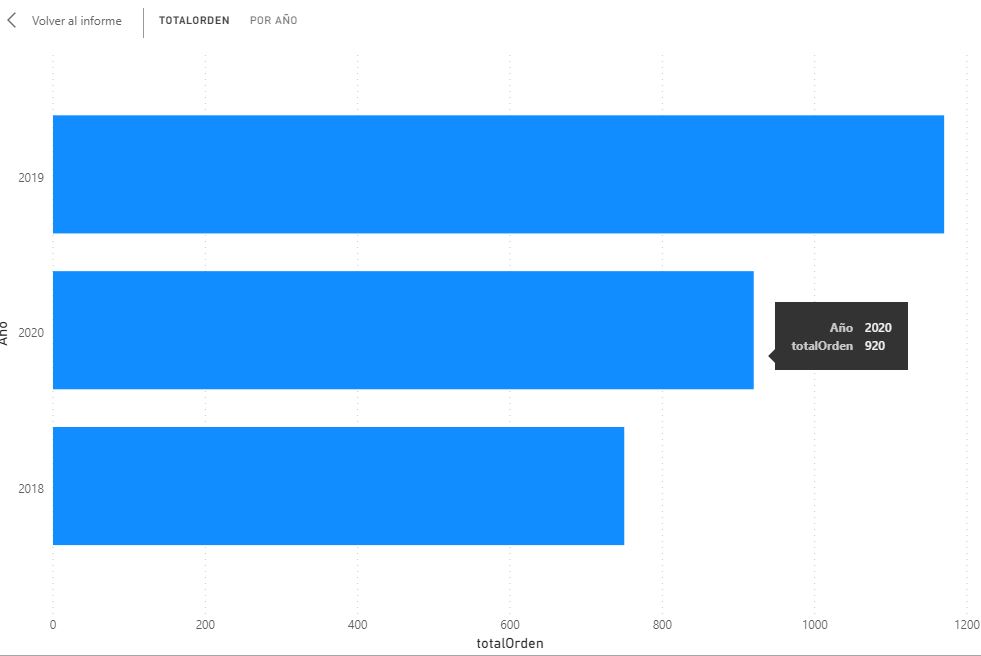 Volver al informe
TOTALORDEN
POR AÑO
2019
2020
2018
Año
Año 2020
totalOrden 920
0 200 400 600 800 1000 1200
totalOrden